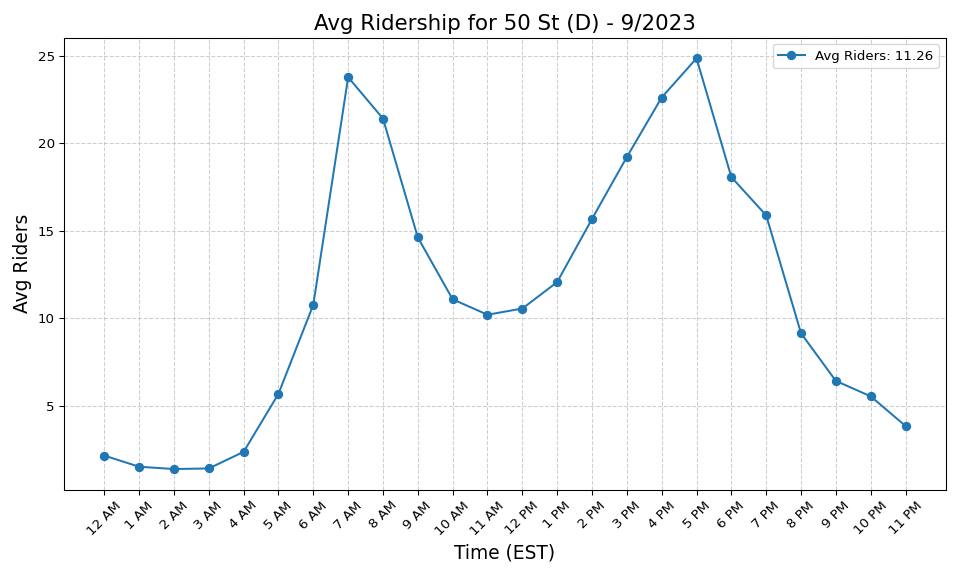 Avg Ridership for 50 St (D) - 9/2023
Avg Riders: 11.26
25
20
15
10
5
Avg Riders
12 AM
1 AM
2 AM
3 AM
4 AM
5 AM
6 AM
7 AM
8 AM
9 AM
10 AM
11 AM
12 PM
1 PM
2 PM
3 PM
4 PM
5 PM
6 PM
7 PM
8 PM
9 PM
10 PM
11 PM
Time (EST)